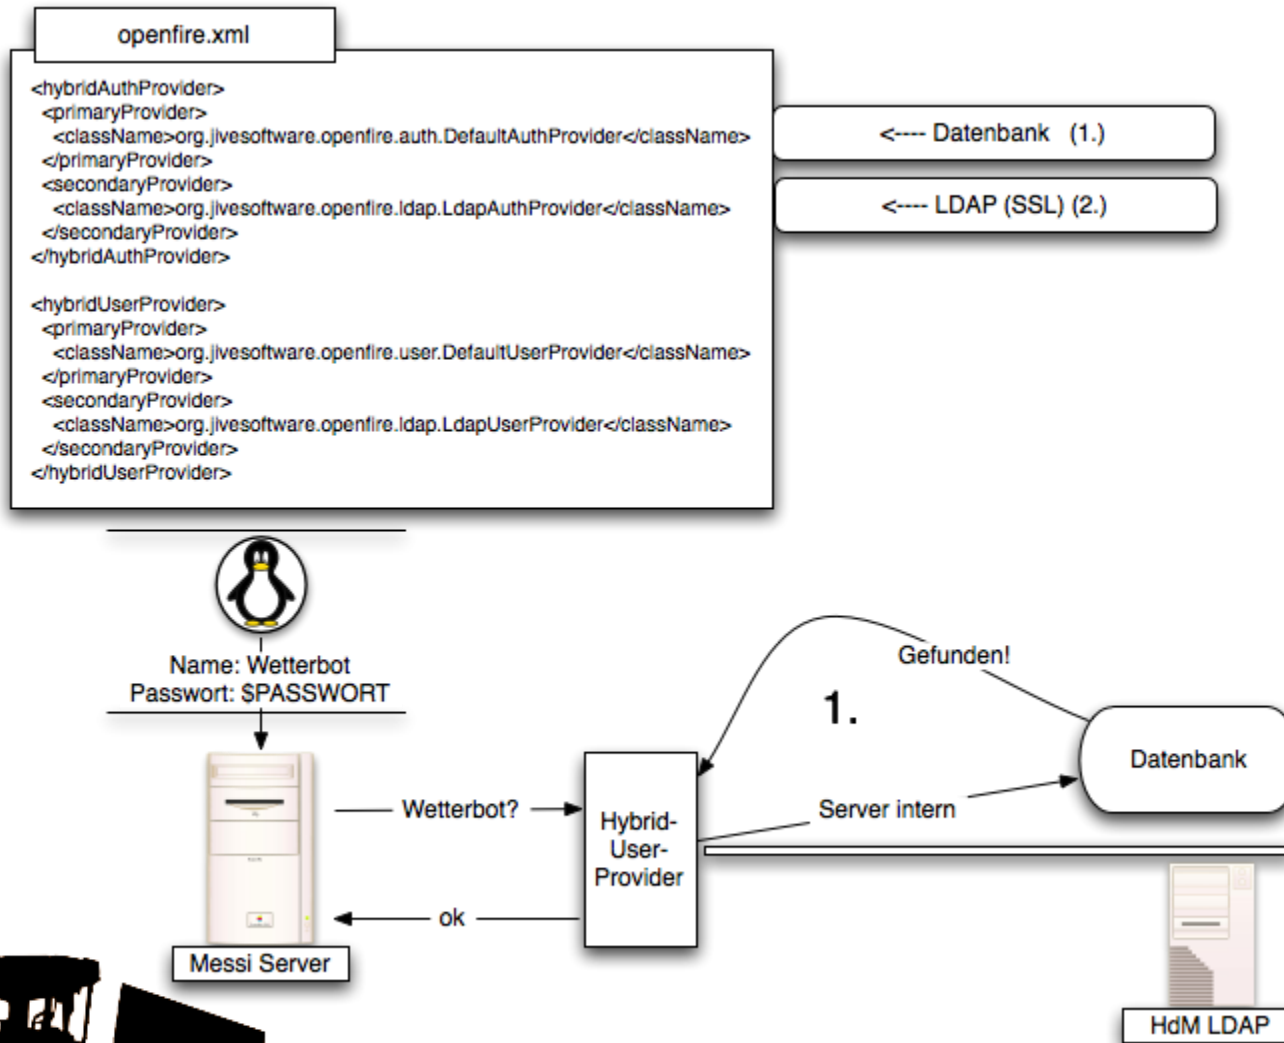 openfire.xml
<hybridAuthProvider>
<primaryProvider>
<className>org.jivesoftware.openfire.auth.DefaultAuthProvider</className>
</primaryProvider>
<secondaryProvider>
<className>org.jivesoftware.openfire.ldap.LdapAuthProvider</className>
</secondaryProvider>
</hybridAuthProvider>
<hybridUserProvider>
<primaryProvider>
<className>org.jivesoftware.openfire.user.DefaultUserProvider</className>
</primaryProvider>
<secondaryProvider>
<className>org.jivesoftware.openfire.ldap.LdapUserProvider</className>
</secondaryProvider>
</hybridUserProvider>
<---- Datenbank (1.)
<---- LDAP (SSL) (2.)
Name: Wetterbot
Passwort: $PASSWORT
Gefunden!
1.
Datenbank
Server intern
Wetterbot?
Hybrid-
User-
Provider
ok
Messi Server
HdM LDAP